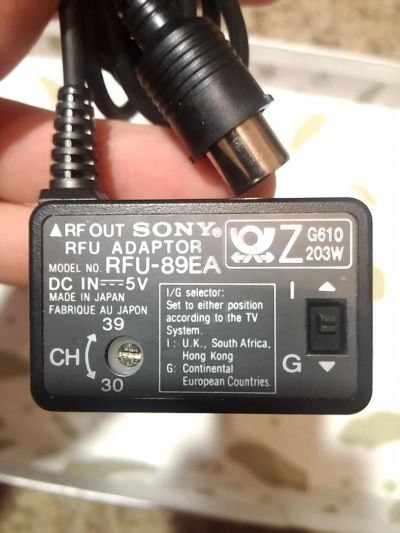 ▲RF OUT SONY®
RFU ADAPTOR
MODEL NO. RFU-89EA
DC IN ⎓ 5V
MADE IN JAPAN
FABRIQUE AU JAPON
39
CH
30
Z G610
203W
I/G selector:
Set to either position
according to the TV
System.
I : U.K., South Africa,
Hong Kong
G: Continental
European Countries.
I ▲
G ▼